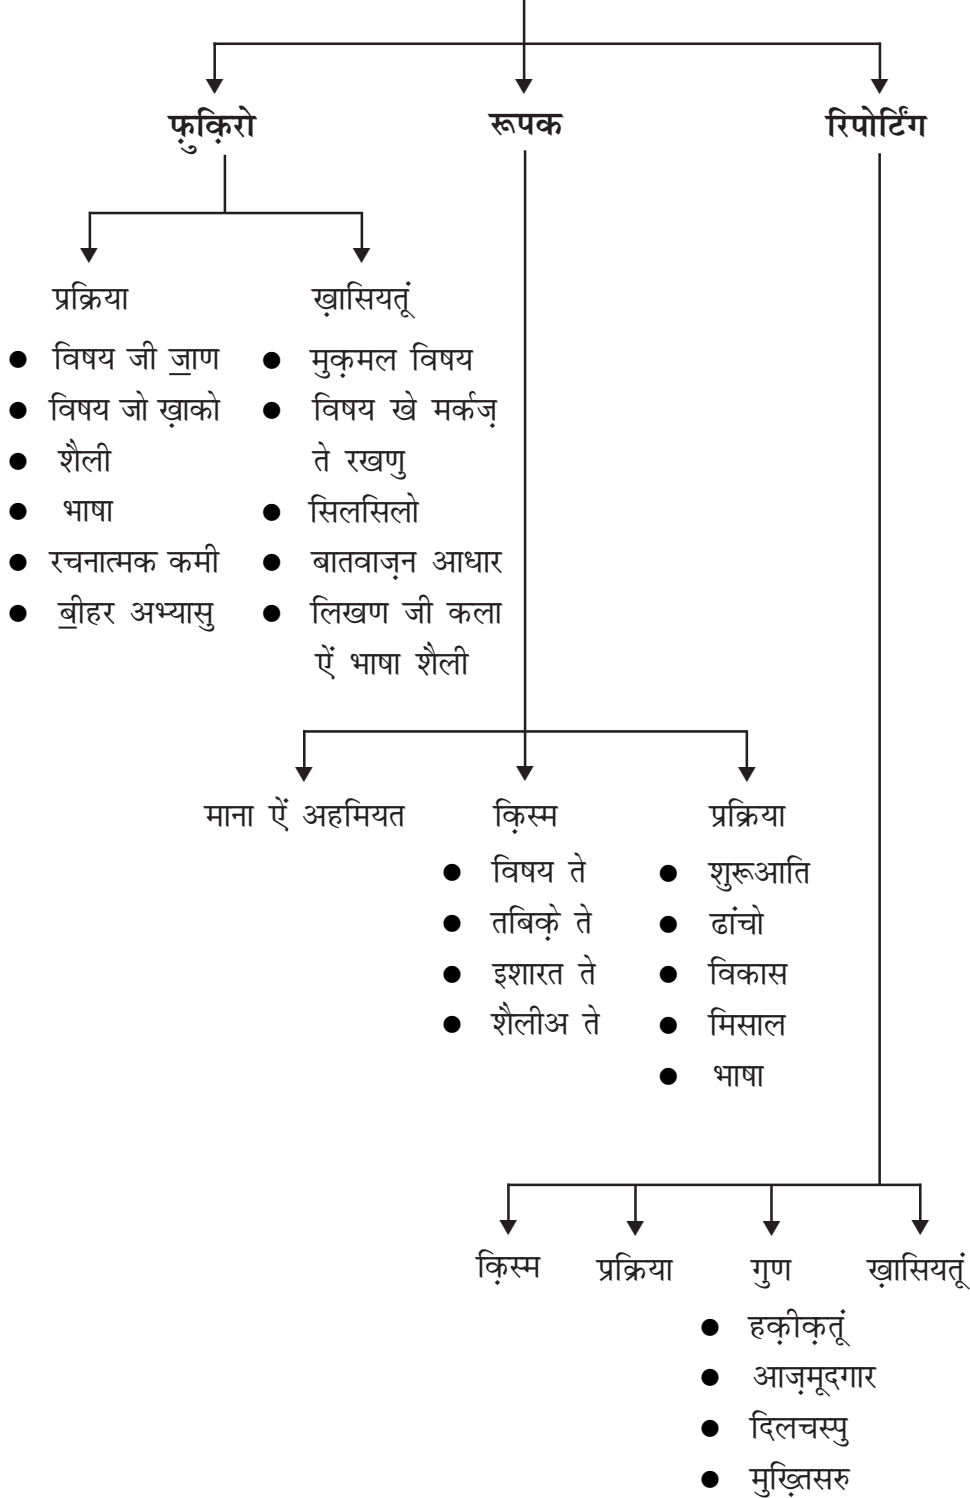 फ़ुक़िरो
रूपक
रिपोर्टिंग
प्रक्रिया
विषय जी ज॒ाण
विषय जो ख़ाको
शैली
भाषा
रचनात्मक कमी
ब॒ीहर अभ्यासु
ख़ासियतूं
मुक़मल विषय
विषय खे मर्कज़
ते रखणु
सिलसिलो
बातवाज़न आधार
लिखण जी कला
ऐं भाषा शैली
माना ऐं अहमियत
क़िस्म
विषय ते
तबिक़े ते
इशारत ते
शैलीअ ते
प्रक्रिया
शुरूआति
ढांचो
विकास
मिसाल
भाषा
क़िस्म
प्रक्रिया
गुण
हक़ीक़तूं
आज़मूदगार
दिलचस्पु
मुख़्तिसरु
ख़ासियतूं